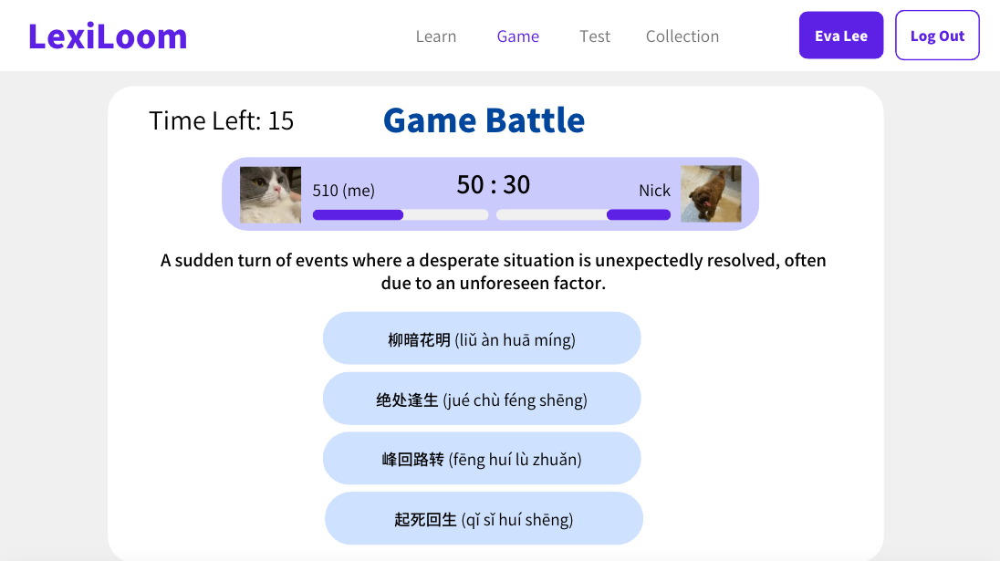 LexiLoom
Learn
Game
Test
Collection
Eva Lee
Log Out
Time Left: 15
Game Battle
510 (me)
50 : 30
Nick
A sudden turn of events where a desperate situation is unexpectedly resolved, often
due to an unforeseen factor.
柳暗花明 (liǔ àn huā míng)
绝处逢生 (jué chù féng shēng)
峰回路转 (fēng huí lù zhuǎn)
起死回生 (qǐ sǐ huí shēng)